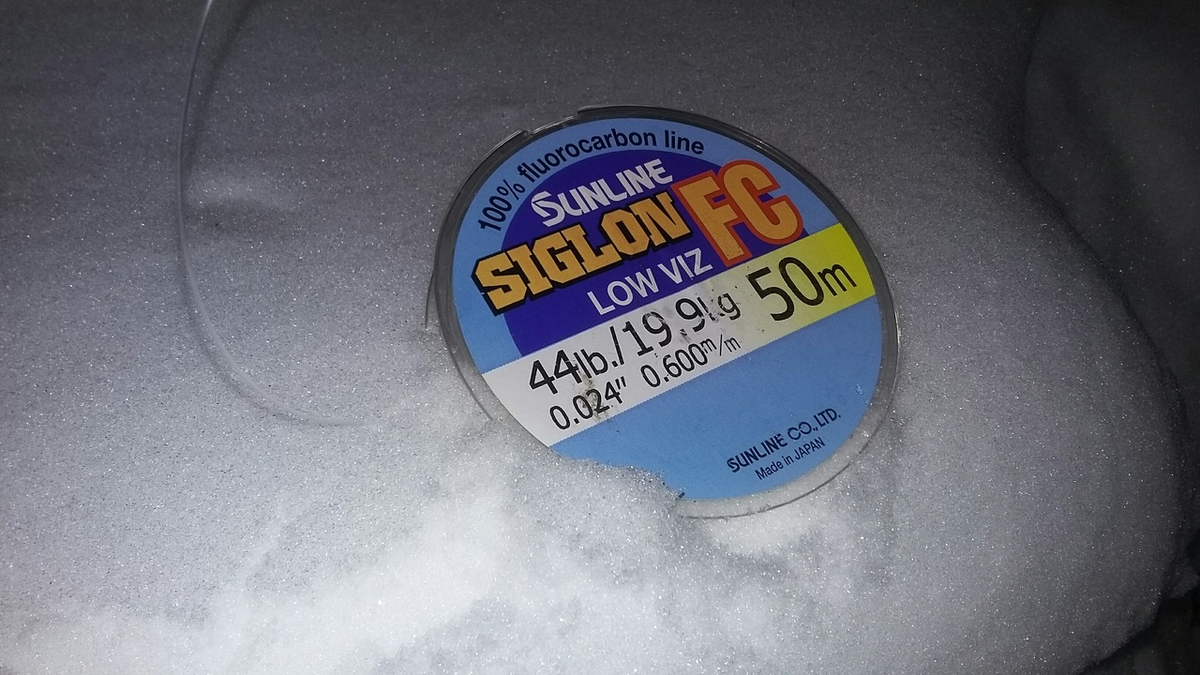 100% fluorocarbon line
SUNLINE
SIGLON FC
LOW VIZ
44lb./19.9kg 50m
0.024" 0.600m/m
SUNLINE CO., LTD.
Made in JAPAN